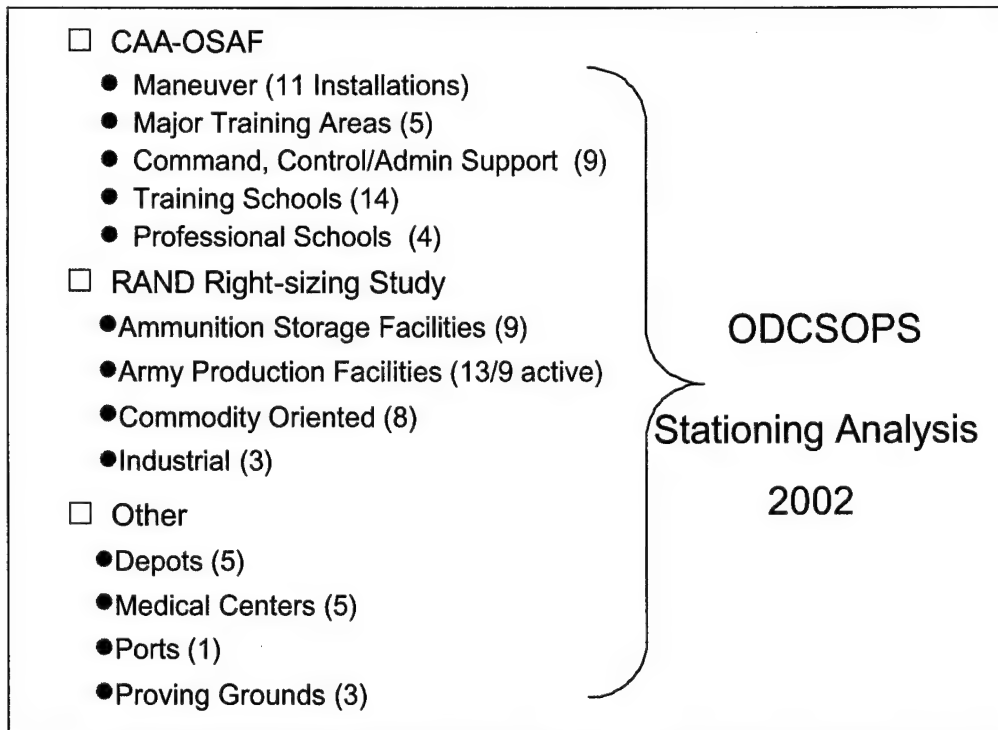 ☐ CAA-OSAF
● Maneuver (11 Installations)
● Major Training Areas (5)
● Command, Control/Admin Support (9)
● Training Schools (14)
● Professional Schools (4)
☐ RAND Right-sizing Study
●Ammunition Storage Facilities (9)
●Army Production Facilities (13/9 active)
●Commodity Oriented (8)
●Industrial (3)
☐ Other
●Depots (5)
●Medical Centers (5)
●Ports (1)
●Proving Grounds (3)
ODCSOPS
Stationing Analysis
2002